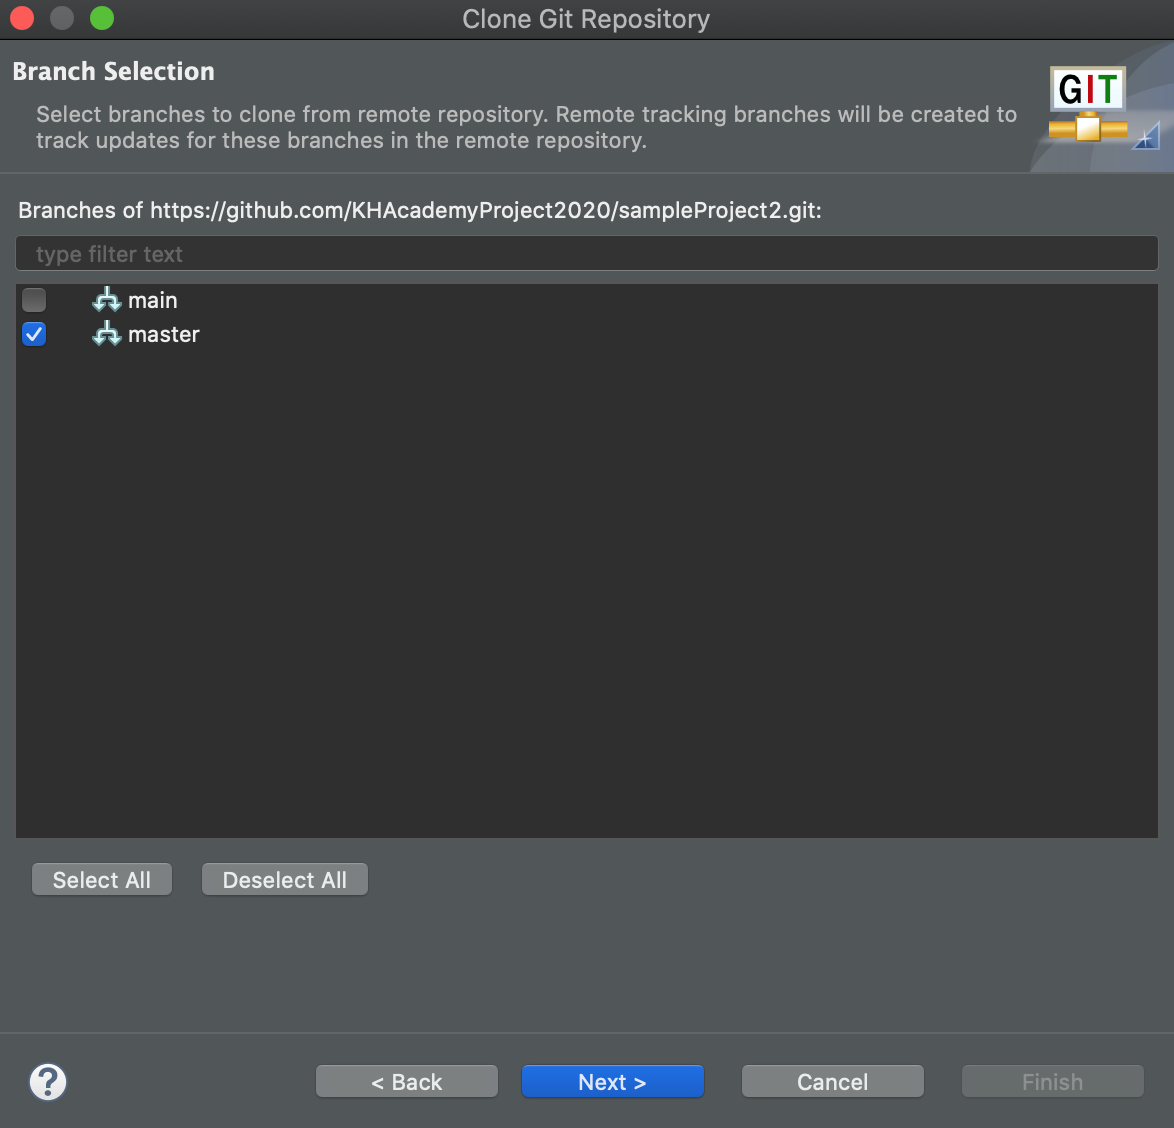 Clone Git Repository
Branch Selection
Select branches to clone from remote repository. Remote tracking branches will be created to
track updates for these branches in the remote repository.
GIT
Branches of https://github.com/KHAcademyProject2020/sampleProject2.git:
type filter text
main
master
Select All
Deselect All
?
< Back
Next >
Cancel
Finish